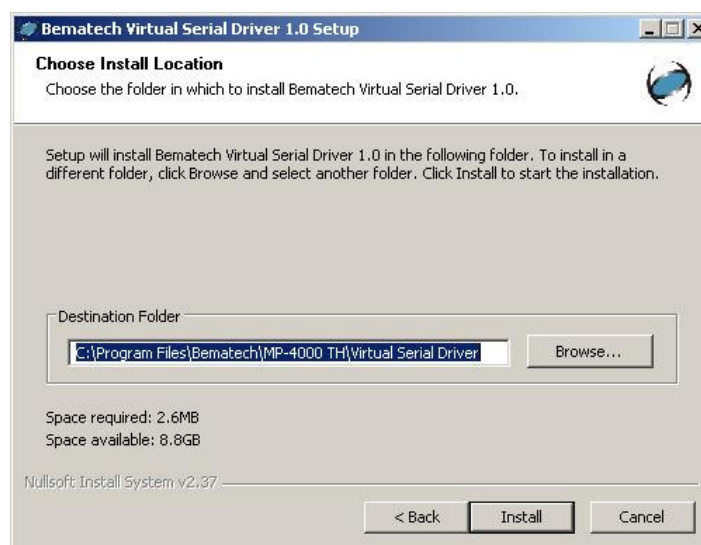 Bematech Virtual Serial Driver 1.0 Setup
Choose Install Location
Choose the folder in which to install Bematech Virtual Serial Driver 1.0.
Setup will install Bematech Virtual Serial Driver 1.0 in the following folder. To install in a
different folder, click Browse and select another folder. Click Install to start the installation.
Destination Folder
C:\Program Files\Bematech\MP-4000 TH\Virtual Serial Driver
Browse...
Space required: 2.6MB
Space available: 8.8GB
Nullsoft Install System v2.37
< Back
Install
Cancel